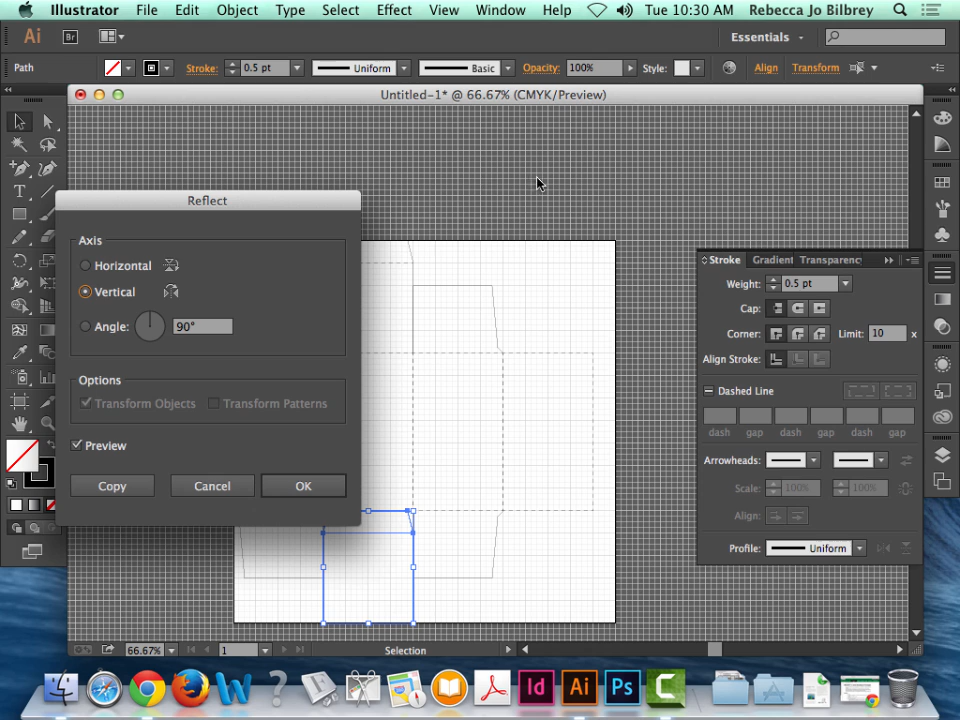 Illustrator File Edit Object Type Select Effect View Window Help Tue 10:30 AM Rebecca Jo Bilbrey
Ai Br Essentials
Path Stroke: 0.5 pt Uniform Basic Opacity: 100% Style: Align Transform
Untitled-1* @ 66.67% (CMYK/Preview)
Reflect
Axis
Horizontal
Vertical
Angle: 90°
Options
Transform Objects Transform Patterns
Preview
Copy Cancel OK
Stroke Gradient Transparency
Weight: 0.5 pt
Cap:
Corner: Limit: 10 x
Align Stroke:
Dashed Line
dash gap dash gap dash gap
Arrowheads:
Scale: 100% 100%
Align:
Profile: Uniform
66.67% 1 Selection
W ? Id Ai Ps C